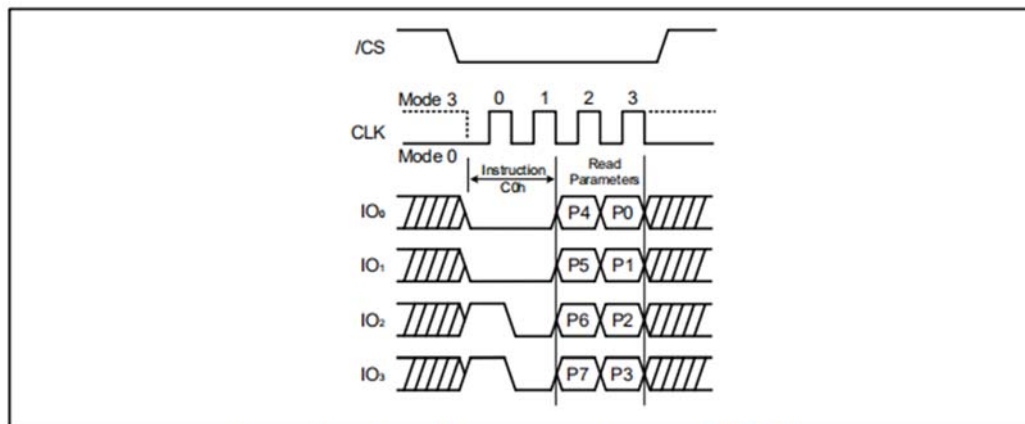 /CS
Mode 3 0 1 2 3
CLK
Mode 0
Instruction Read
C0h Parameters
IO₀ P4 P0
IO₁ P5 P1
IO₂ P6 P2
IO₃ P7 P3